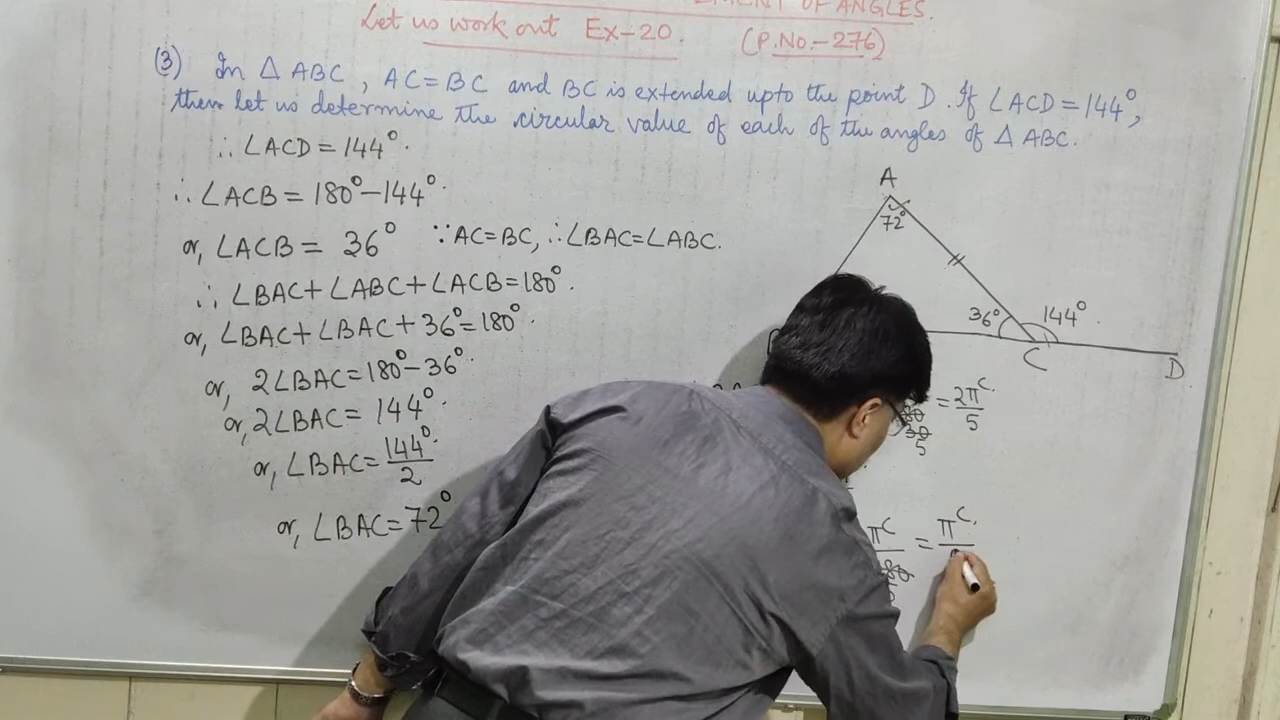 EMENT OF ANGLES.
Let us work out Ex-20. (P.No.-276)
(3) In △ ABC, AC=BC and BC is extended upto the point D. If ∠ACD=144°,
then let us determine the circular value of each of the angles of △ ABC.
∴ ∠ACD=144°.
∴ ∠ACB=180°-144°.
or, ∠ACB= 36° ∵AC=BC, ∴∠BAC=∠ABC.
∴ ∠BAC+∠ABC+∠ACB=180°.
or, ∠BAC+∠BAC+36°=180°.
or, 2∠BAC=180°-36°.
or, 2∠BAC= 144°.
or, ∠BAC=144°/2.
or, ∠BAC=72°
A
72°
36° 144°.
C D
=2π^c/5.
5
π^c =π^c.